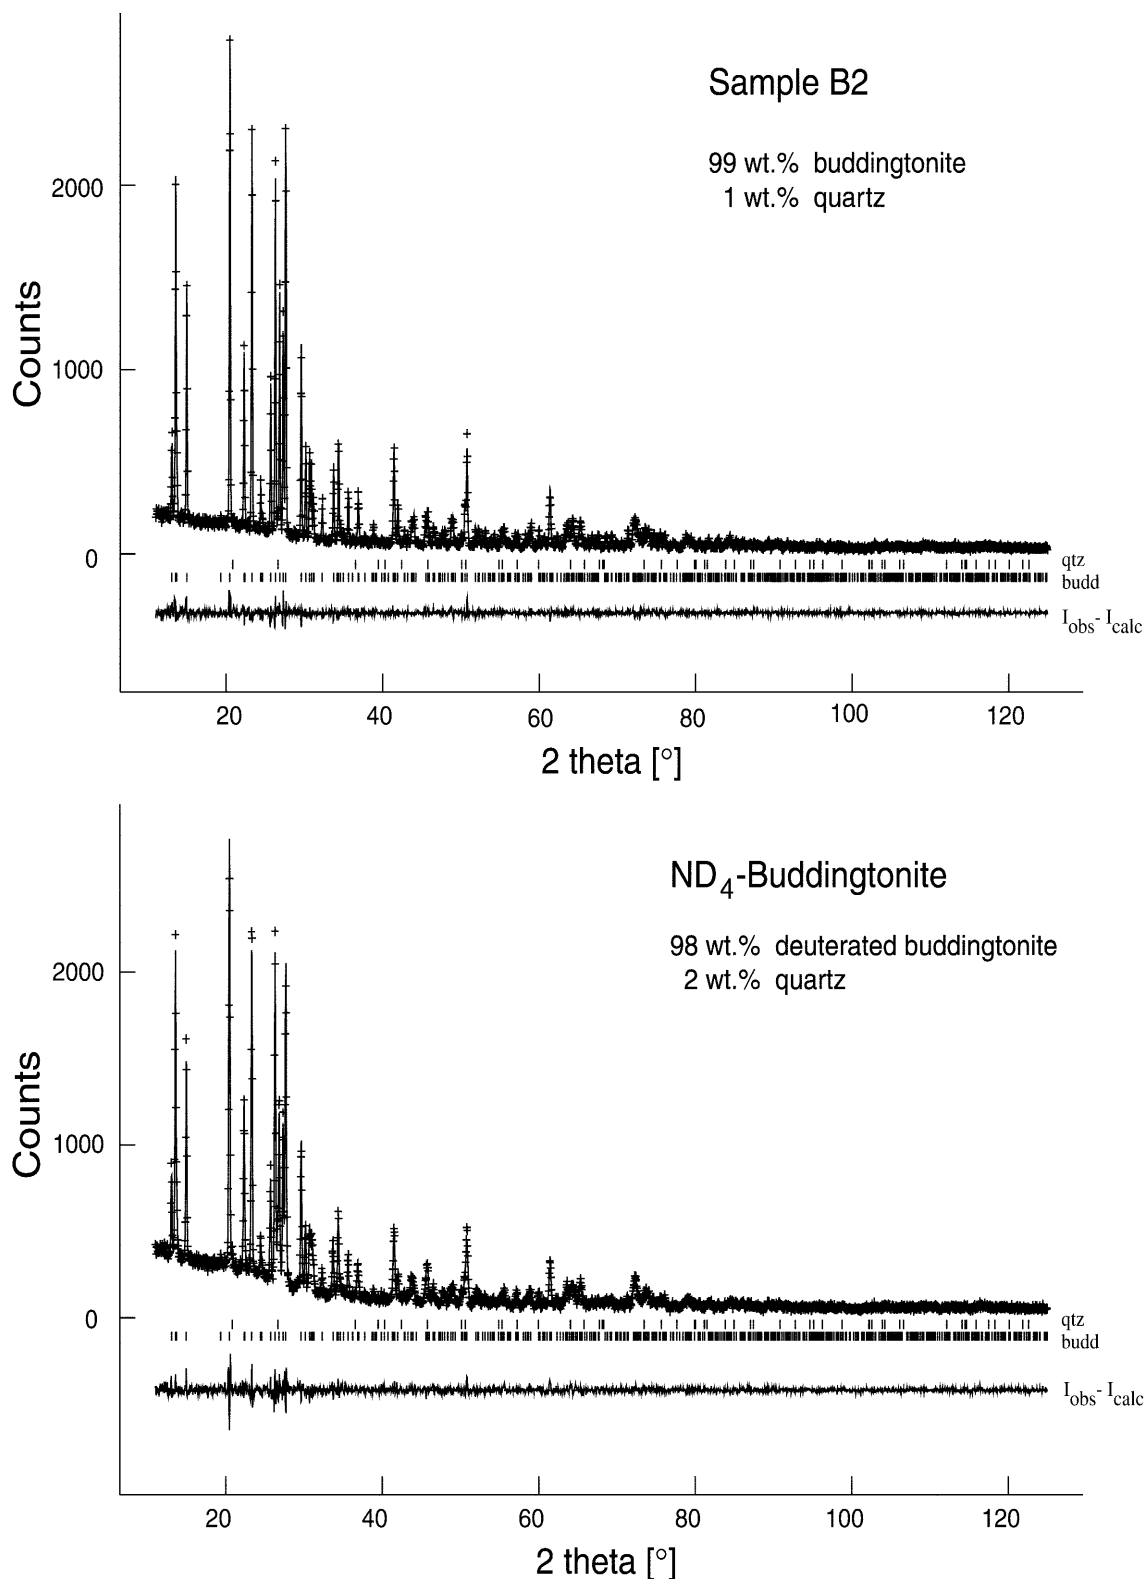 Sample B2
99 wt.% buddingtonite
1 wt.% quartz
2000
1000
0
Counts
qtz
budd
Iobs- Icalc
20 40 60 80 100 120
2 theta [°]
ND4-Buddingtonite
98 wt.% deuterated buddingtonite
2 wt.% quartz
2000
1000
0
Counts
qtz
budd
Iobs- Icalc
20 40 60 80 100 120
2 theta [°]